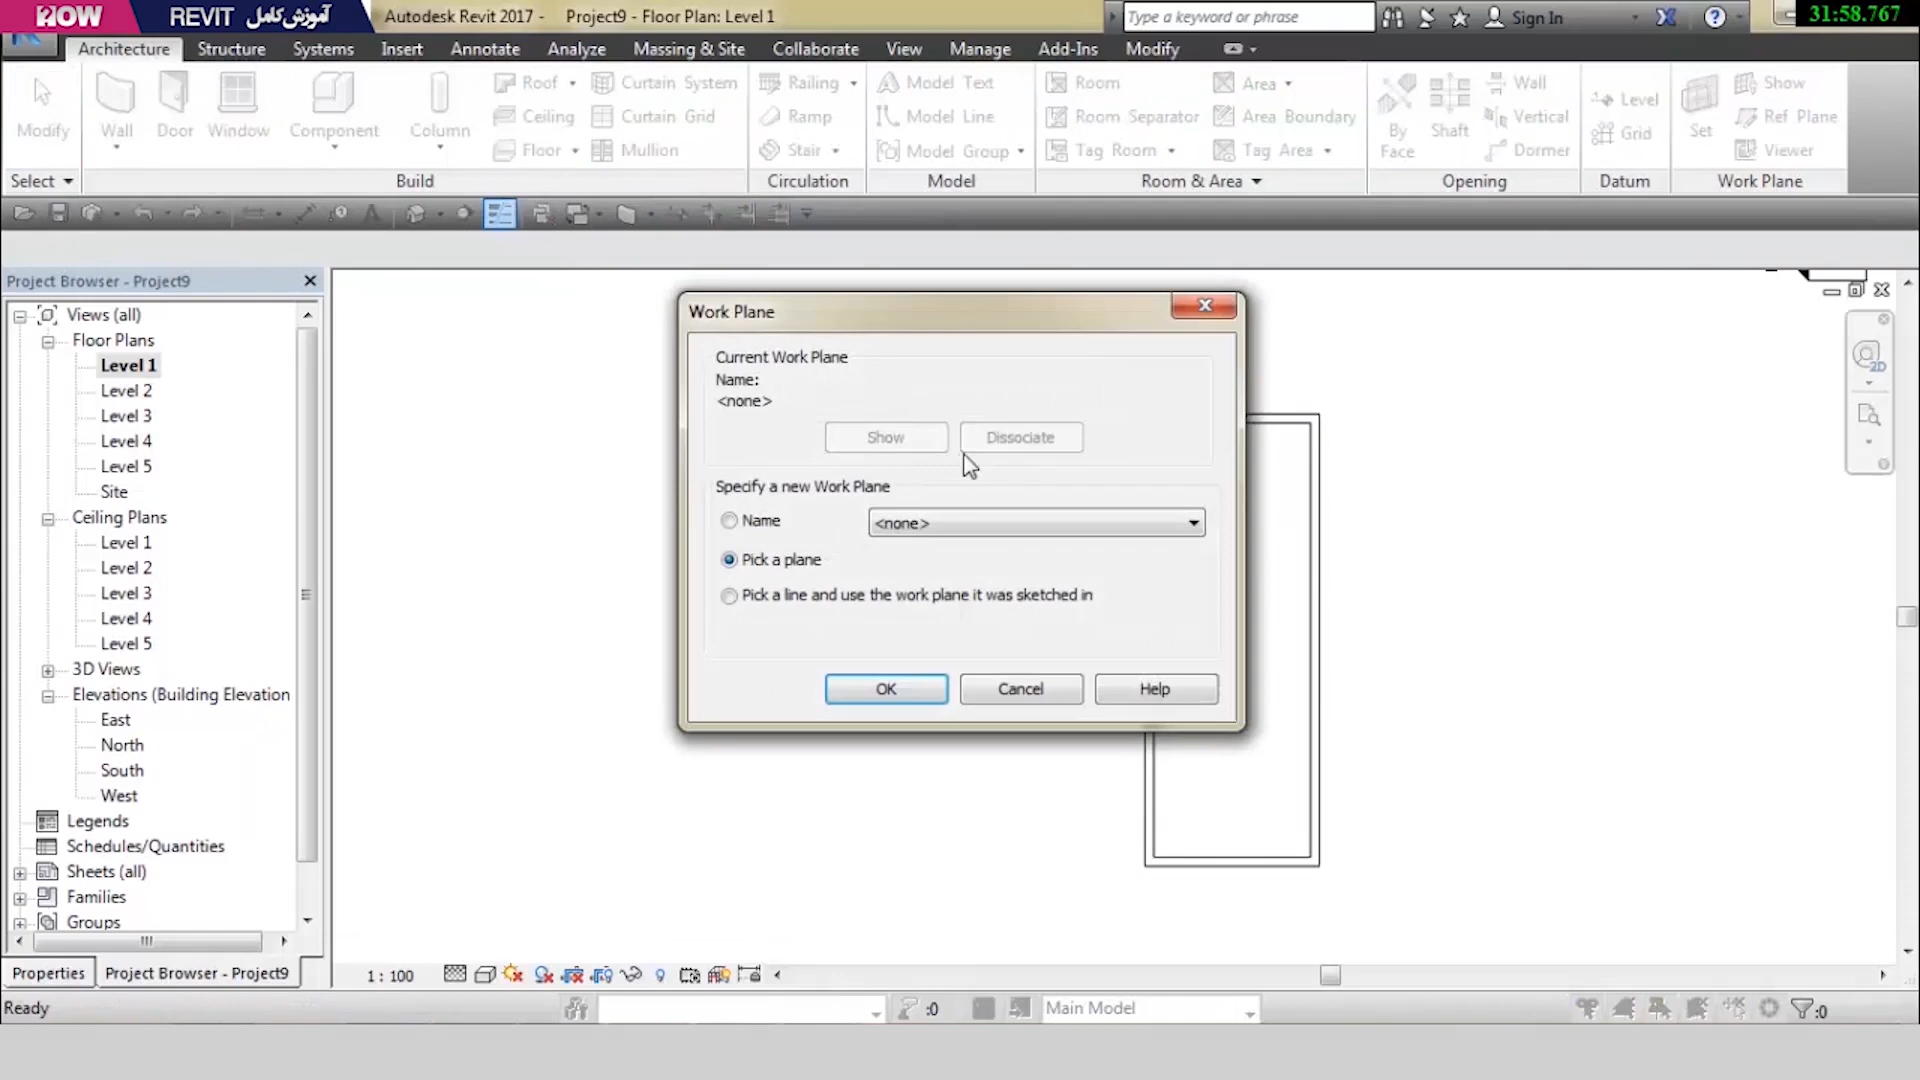 NOW
REVIT آموزش کامل
Autodesk Revit 2017 - Project9 - Floor Plan: Level 1
Type a keyword or phrase
Sign In
31:58.767
Architecture Structure Systems Insert Annotate Analyze Massing & Site Collaborate View Manage Add-Ins Modify
Modify
Wall
Door
Window
Component
Column
Roof
Ceiling
Floor
Curtain System
Curtain Grid
Mullion
Railing
Ramp
Stair
Model Text
Model Line
Model Group
Room
Room Separator
Tag Room
Area
Area Boundary
Tag Area
By Face
Shaft
Wall
Vertical
Dormer
Level
Grid
Set
Show
Ref Plane
Viewer
Select
Build
Circulation
Model
Room & Area
Opening
Datum
Work Plane
Project Browser - Project9
Views (all)
Floor Plans
Level 1
Level 2
Level 3
Level 4
Level 5
Site
Ceiling Plans
Level 1
Level 2
Level 3
Level 4
Level 5
3D Views
Elevations (Building Elevation
East
North
South
West
Legends
Schedules/Quantities
Sheets (all)
Families
Groups
Properties
Project Browser - Project9
Work Plane
Current Work Plane
Name:
<none>
Show
Dissociate
Specify a new Work Plane
Name
<none>
Pick a plane
Pick a line and use the work plane it was sketched in
OK
Cancel
Help
2D
1 : 100
Ready
:0
Main Model
:0